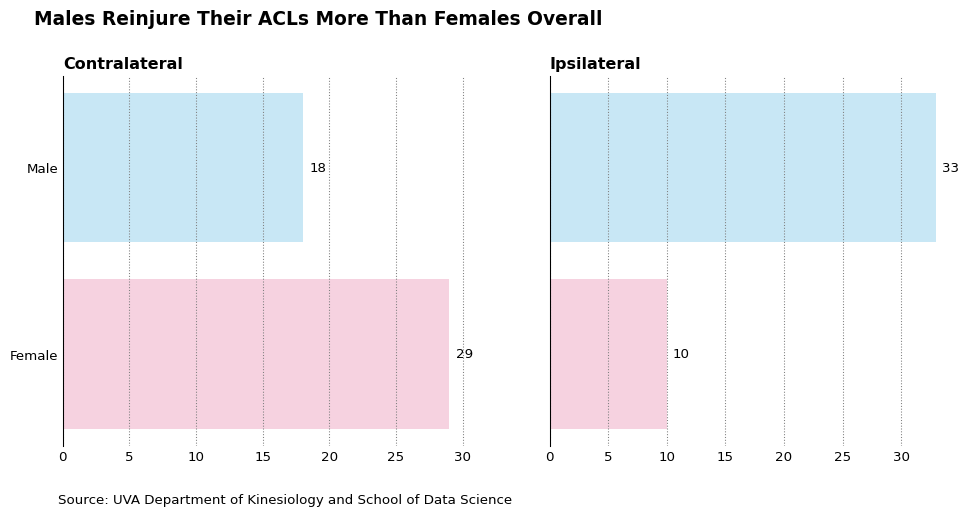 Males Reinjure Their ACLs More Than Females Overall
Contralateral
Ipsilateral
Male
18
33
Female
29
10
0 5 10 15 20 25 30
0 5 10 15 20 25 30
Source: UVA Department of Kinesiology and School of Data Science